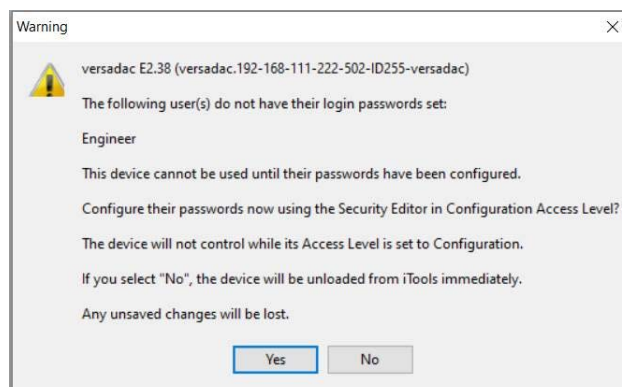 Warning
versadac E2.38 (versadac.192-168-111-222-502-ID255-versadac)
The following user(s) do not have their login passwords set:
Engineer
This device cannot be used until their passwords have been configured.
Configure their passwords now using the Security Editor in Configuration Access Level?
The device will not control while its Access Level is set to Configuration.
If you select "No", the device will be unloaded from iTools immediately.
Any unsaved changes will be lost.
Yes No